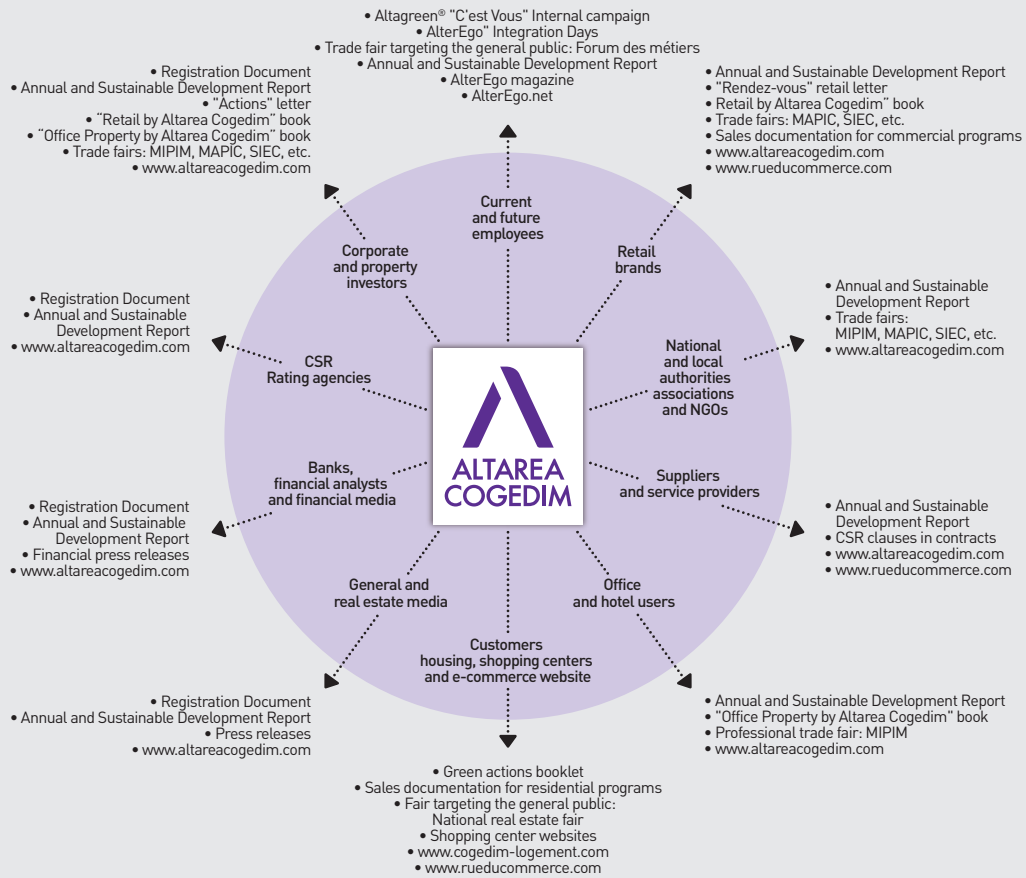 • Altagreen® "C'est Vous" Internal campaign
• AlterEgo" Integration Days
• Trade fair targeting the general public: Forum des métiers
• Annual and Sustainable Development Report
• AlterEgo magazine
• AlterEgo.net
• Registration Document
• Annual and Sustainable Development Report
• "Actions" letter
• "Retail by Altarea Cogedim" book
• "Office Property by Altarea Cogedim" book
• Trade fairs: MIPIM, MAPIC, SIEC, etc.
• www.altareacogedim.com
• Annual and Sustainable Development Report
• "Rendez-vous" retail letter
• Retail by Altarea Cogedim" book
• Trade fairs: MAPIC, SIEC, etc.
• Sales documentation for commercial programs
• www.altareacogedim.com
• www.rueducommerce.com
Current
and future
employees
Corporate
and property
investors
Retail
brands
• Registration Document
• Annual and Sustainable
Development Report
• www.altareacogedim.com
CSR
Rating agencies
National
and local
authorities
associations
and NGOs
• Annual and Sustainable
Development Report
• Trade fairs:
MIPIM, MAPIC, SIEC, etc.
• www.altareacogedim.com
ALTAREA
COGEDIM
Banks,
financial analysts
and financial media
Suppliers
and service providers
• Registration Document
• Annual and Sustainable
Development Report
• Financial press releases
• www.altareacogedim.com
• Annual and Sustainable
Development Report
• CSR clauses in contracts
• www.altareacogedim.com
• www.rueducommerce.com
General and
real estate media
Office
and hotel users
Customers
housing, shopping centers
and e-commerce website
• Registration Document
• Annual and Sustainable Development Report
• Press releases
• www.altareacogedim.com
• Annual and Sustainable Development Report
• "Office Property by Altarea Cogedim" book
• Professional trade fair: MIPIM
• www.altareacogedim.com
• Green actions booklet
• Sales documentation for residential programs
• Fair targeting the general public:
National real estate fair
• Shopping center websites
• www.cogedim-logement.com
• www.rueducommerce.com